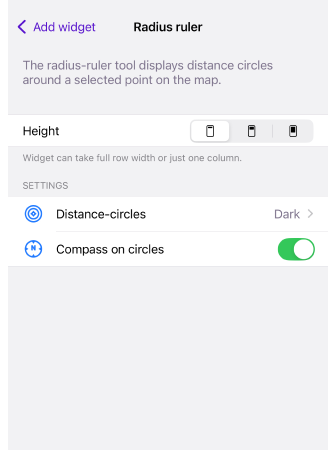 Add widget
Radius ruler
The radius-ruler tool displays distance circles
around a selected point on the map.
Height
Widget can take full row width or just one column.
SETTINGS
Distance-circles
Dark
N
Compass on circles